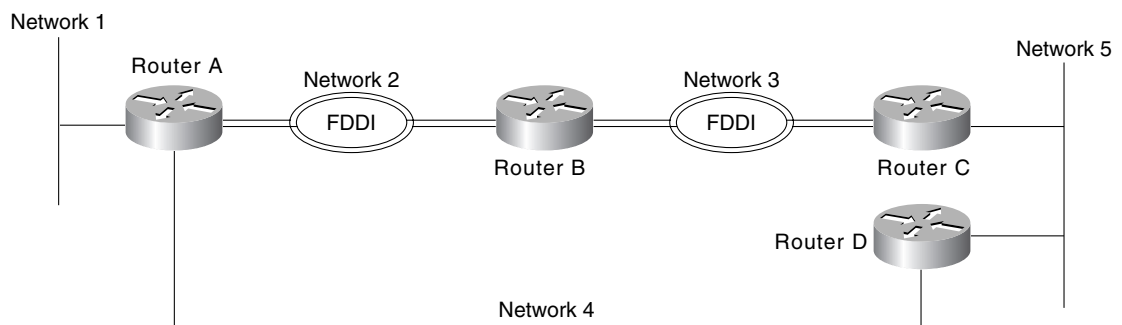 Network 1
Network 5
Router A
Network 2
Network 3
FDDI
FDDI
Router B
Router C
Router D
Network 4